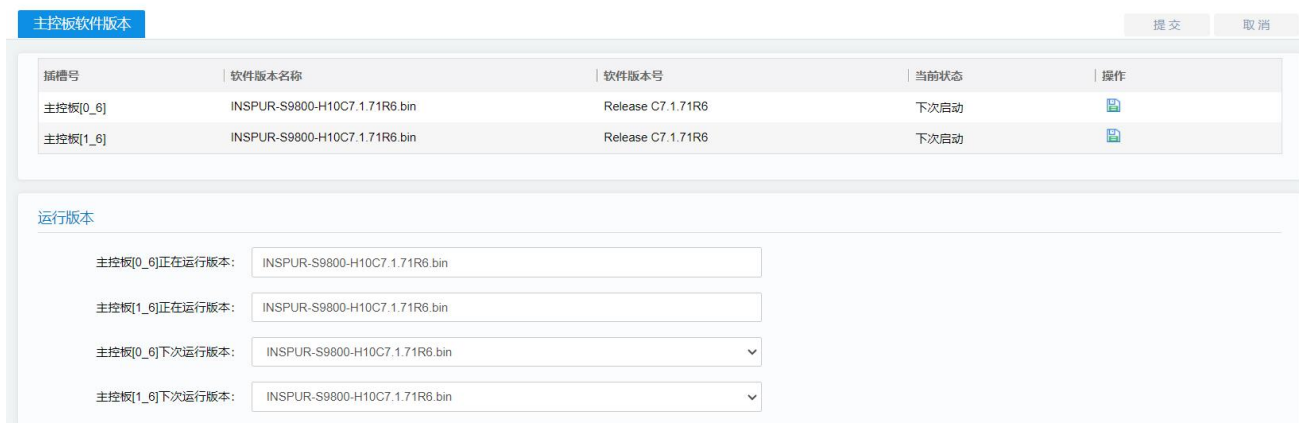 主控板软件版本 提交 取消
插槽号 软件版本名称 软件版本号 当前状态 操作
主控板[0_6] INSPUR-S9800-H10C7.1.71R6.bin Release C7.1.71R6 下次启动
主控板[1_6] INSPUR-S9800-H10C7.1.71R6.bin Release C7.1.71R6 下次启动
运行版本
主控板[0_6]正在运行版本： INSPUR-S9800-H10C7.1.71R6.bin
主控板[1_6]正在运行版本： INSPUR-S9800-H10C7.1.71R6.bin
主控板[0_6]下次运行版本： INSPUR-S9800-H10C7.1.71R6.bin
主控板[1_6]下次运行版本： INSPUR-S9800-H10C7.1.71R6.bin